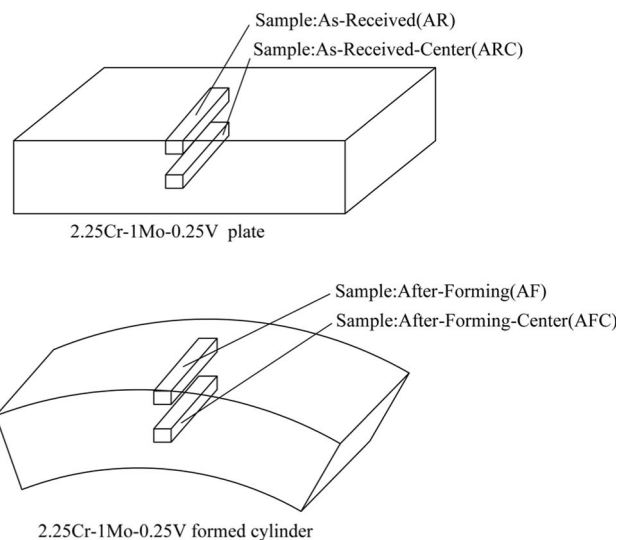 Sample:As-Received(AR)
Sample:As-Received-Center(ARC)
2.25Cr-1Mo-0.25V plate
Sample:After-Forming(AF)
Sample:After-Forming-Center(AFC)
2.25Cr-1Mo-0.25V formed cylinder